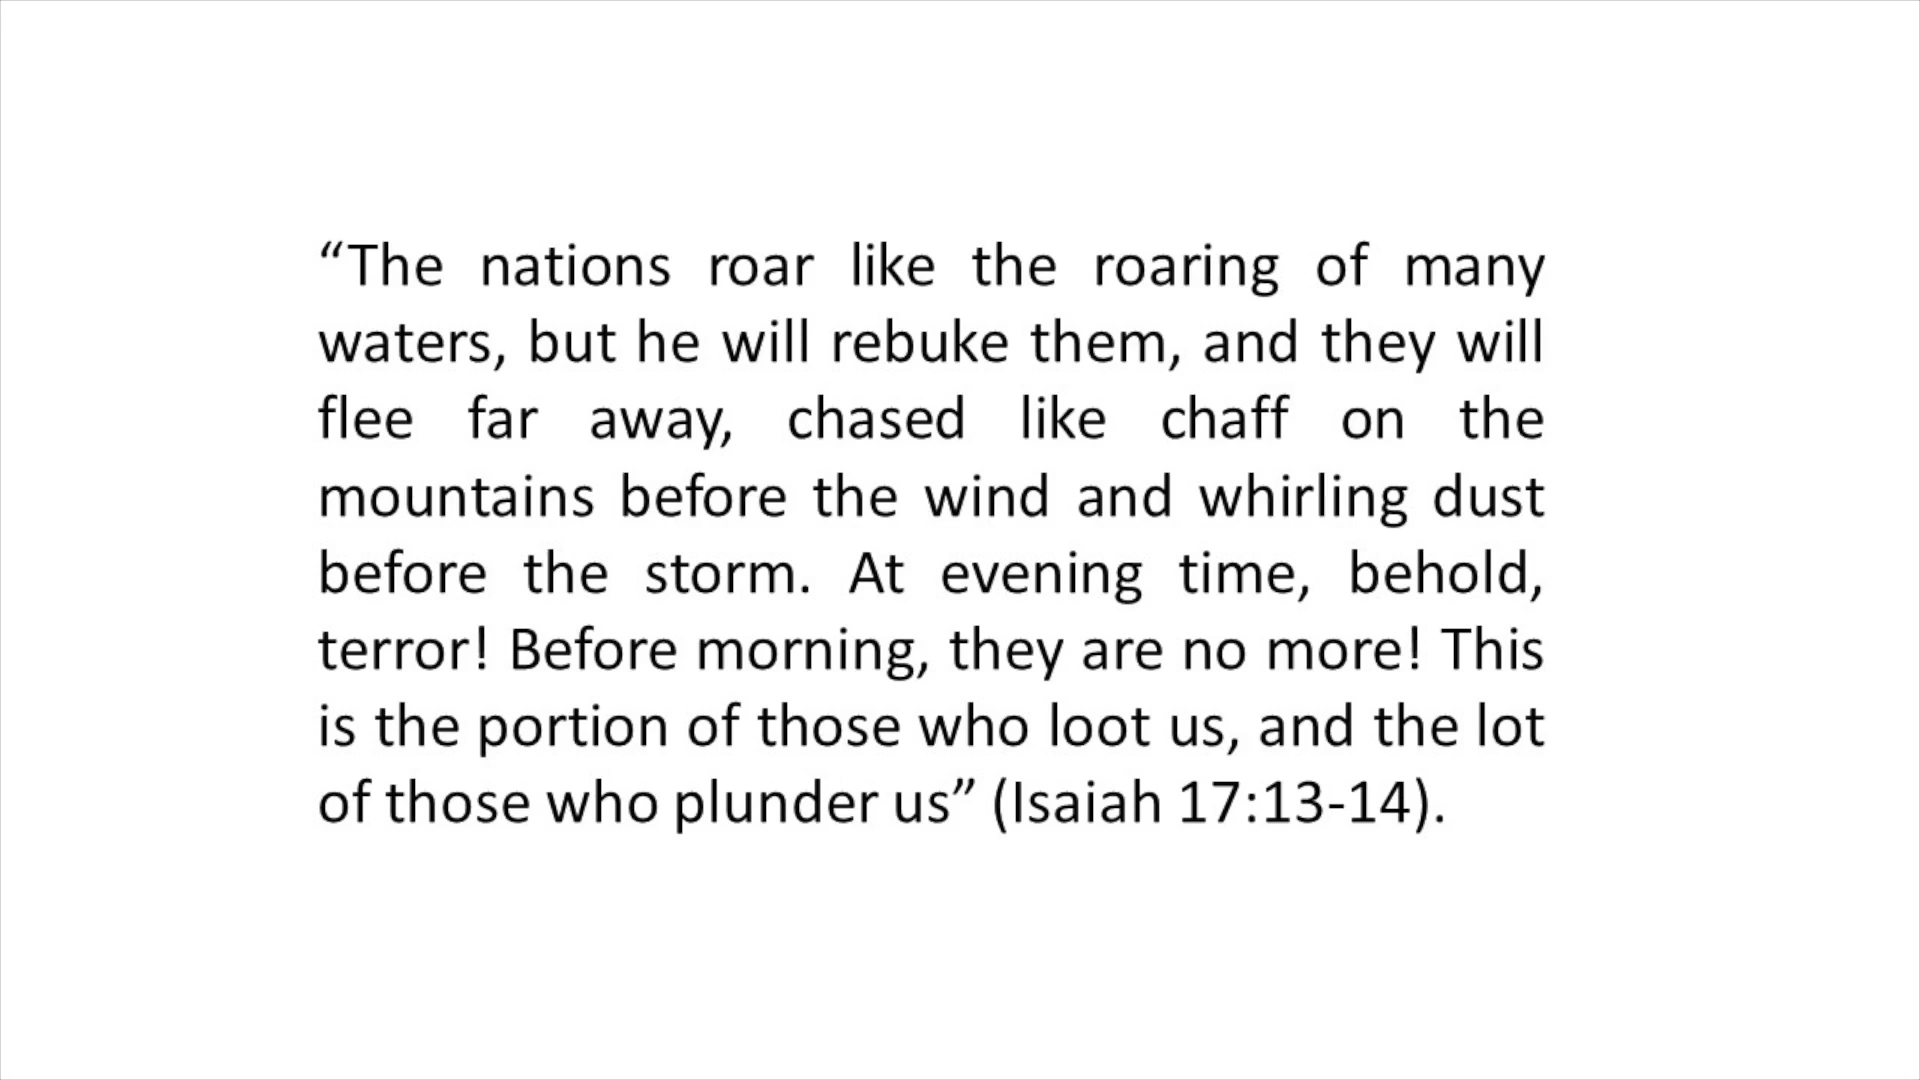 “The nations roar like the roaring of many
waters, but he will rebuke them, and they will
flee far away, chased like chaff on the
mountains before the wind and whirling dust
before the storm. At evening time, behold,
terror! Before morning, they are no more! This
is the portion of those who loot us, and the lot
of those who plunder us” (Isaiah 17:13-14).